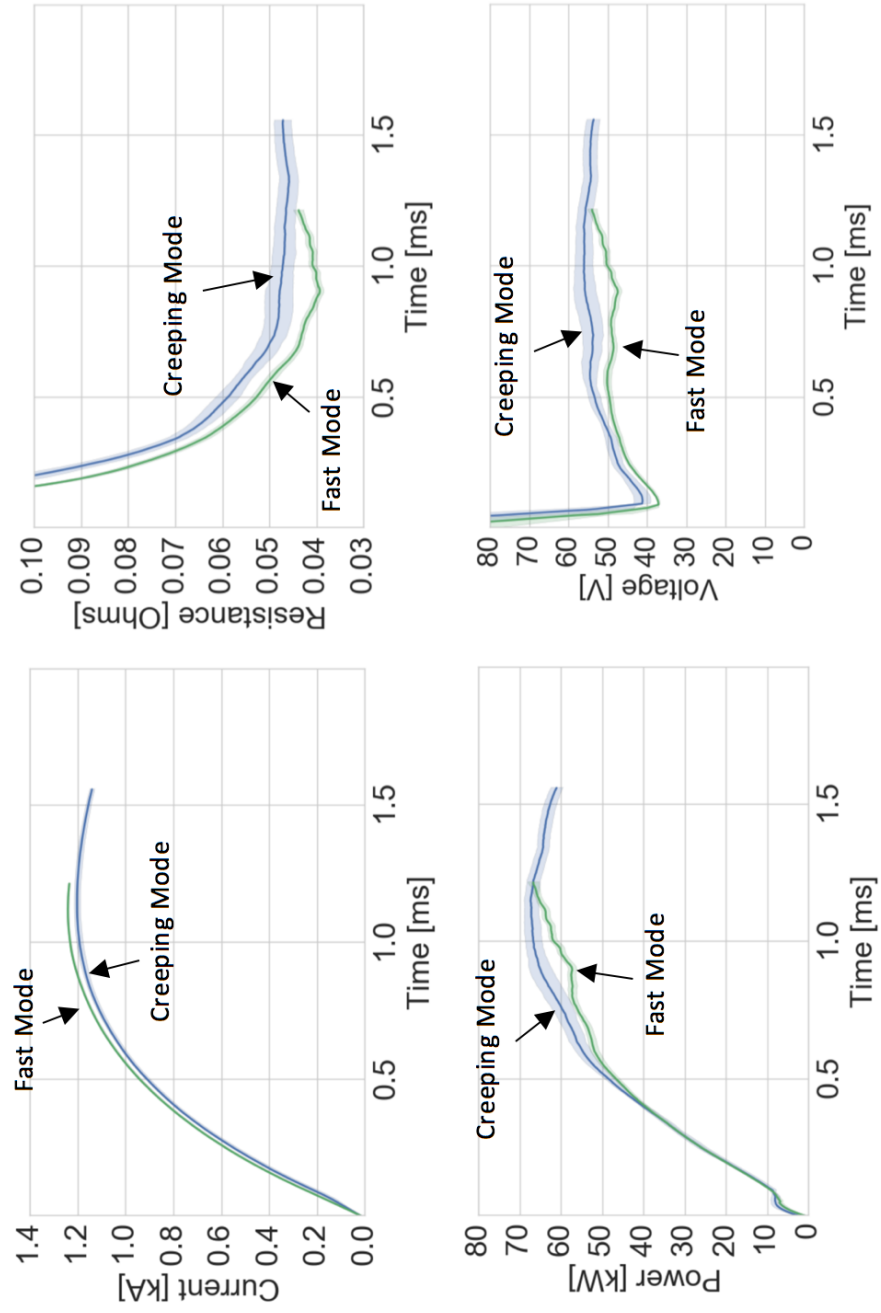 Current [kA]
1.4
1.2
1.0
0.8
0.6
0.4
0.2
0.0
Fast Mode
Creeping Mode
0.5
1.0
1.5
Time [ms]
Resistance [Ohms]
0.10
0.09
0.08
0.07
0.06
0.05
0.04
0.03
Creeping Mode
Fast Mode
0.5
1.0
1.5
Time [ms]
Power [kW]
80
70
60
50
40
30
20
10
0
Creeping Mode
Fast Mode
0.5
1.0
1.5
Time [ms]
Voltage [V]
80
70
60
50
40
30
20
10
0
Creeping Mode
Fast Mode
0.5
1.0
1.5
Time [ms]